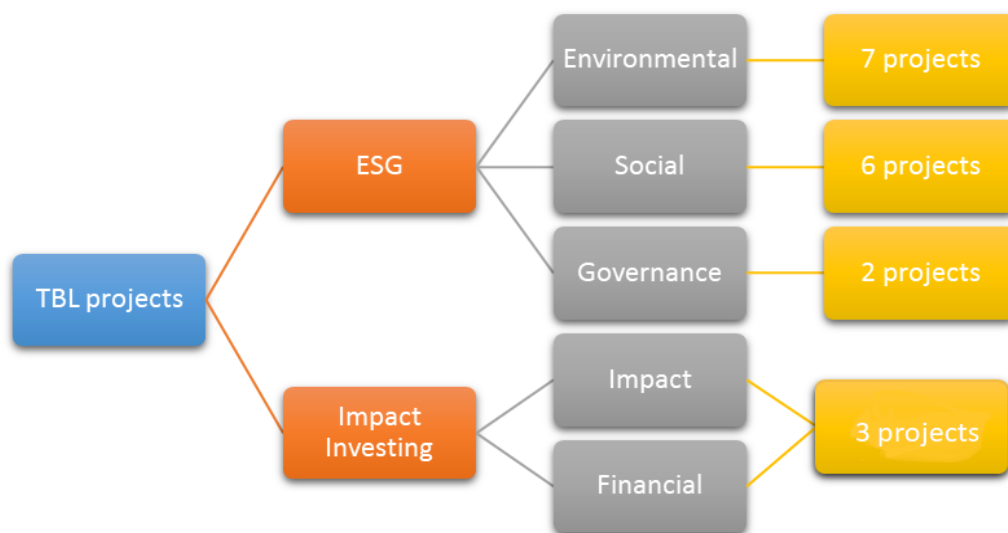 Environmental
7 projects
ESG
Social
6 projects
Governance
2 projects
TBL projects
Impact
Impact
Investing
3 projects
Financial